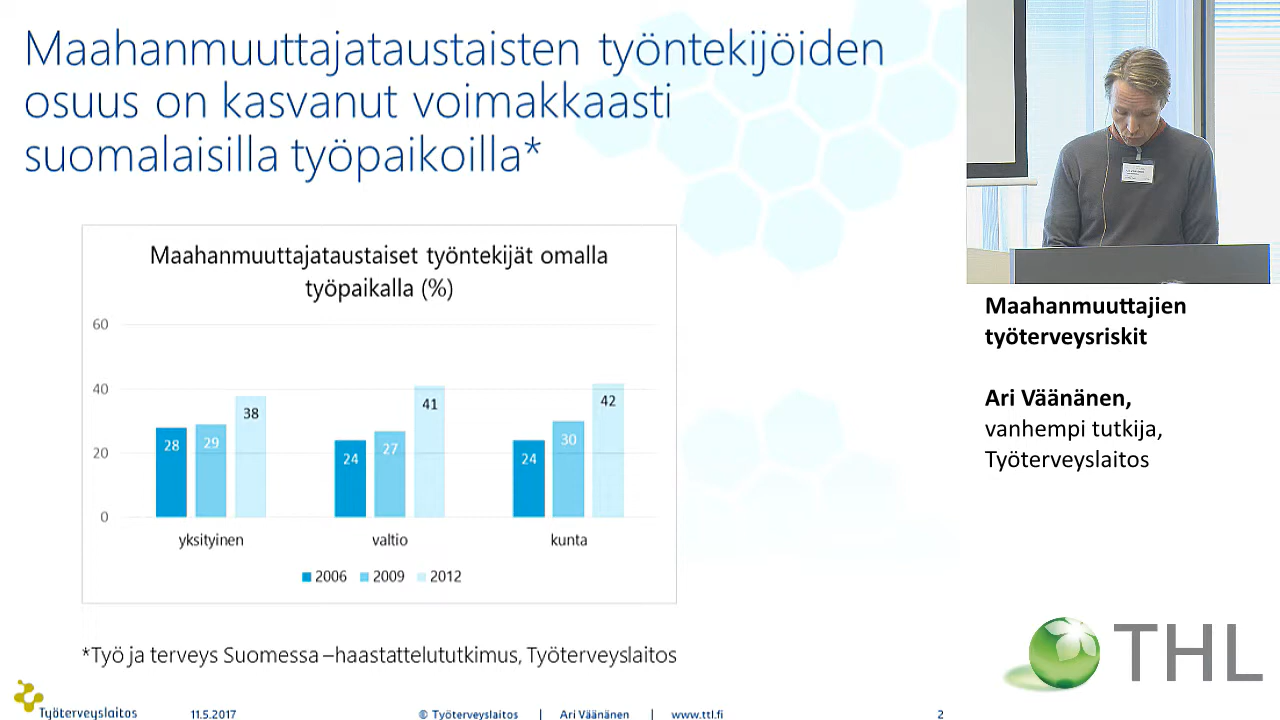 Maahanmuuttajataustaisten työntekijöiden
osuus on kasvanut voimakkaasti
suomalaisilla työpaikoilla*
Maahanmuuttajataustaiset työntekijät omalla
työpaikalla (%)
60
40
20
0
28
29
38
24
27
41
24
30
42
yksityinen
valtio
kunta
2006
2009
2012
*Työ ja terveys Suomessa –haastattelututkimus, Työterveyslaitos
Työterveyslaitos
11.5.2017
© Työterveyslaitos | Ari Väänänen | www.ttl.fi
2
Maahanmuuttajien
työterveysriskit
Ari Väänänen,
vanhempi tutkija,
Työterveyslaitos
THL